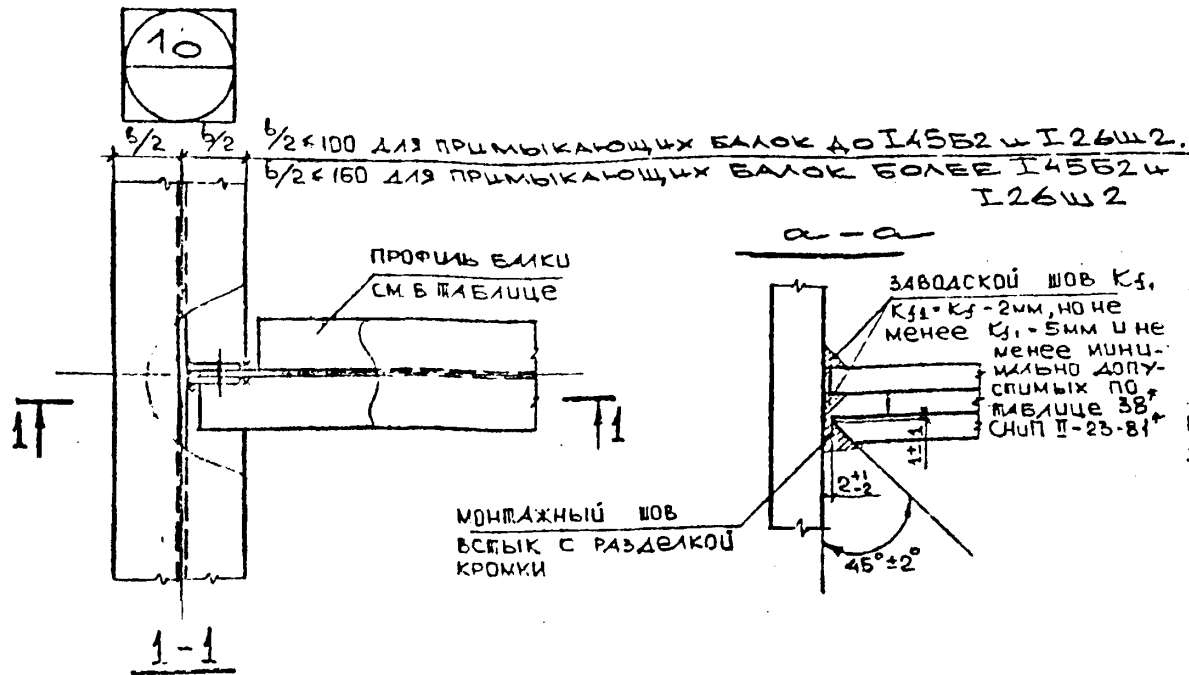 10
b/2 b/2
b/2≤100 ДЛЯ ПРИМЫКАЮЩИХ БАЛОК ДО I45Б2 И I26Ш2.
b/2≤160 ДЛЯ ПРИМЫКАЮЩИХ БАЛОК БОЛЕЕ I45Б2 И
I26Ш2
ПРОФИЛЬ БАЛКИ
СМ. В ТАБЛИЦЕ
1 1
1-1
а-а
ЗАВОДСКОЙ ШОВ Kf1
Kf1=Kf-2мм, НО НЕ
МЕНЕЕ Kf1-5ММ И НЕ
МЕНЕЕ МИНИ-
МАЛЬНО ДОПУ-
СТИМЫХ ПО
ТАБЛИЦЕ 38*
СНиП II-23-81*
1±1
2+1-2
45°±2°
МОНТАЖНЫЙ ШОВ
ВСТЫК С РАЗДЕЛКОЙ
КРОМКИ